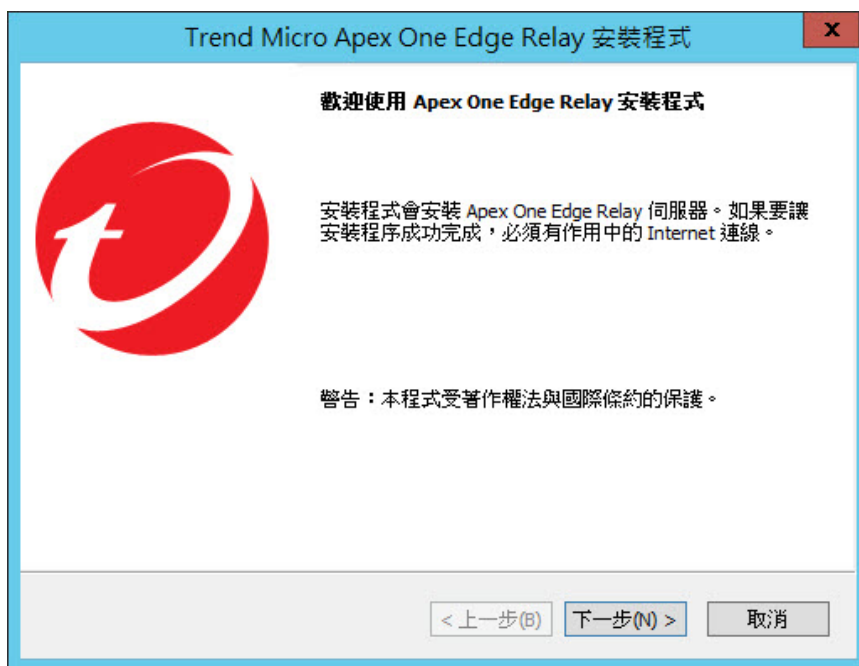 Trend Micro Apex One Edge Relay 安裝程式
x
歡迎使用 Apex One Edge Relay 安裝程式
安裝程式會安裝 Apex One Edge Relay 伺服器。如果要讓
安裝程序成功完成，必須有作用中的 Internet 連線。
警告：本程式受著作權法與國際條約的保護。
< 上一步(B)
下一步(N) >
取消